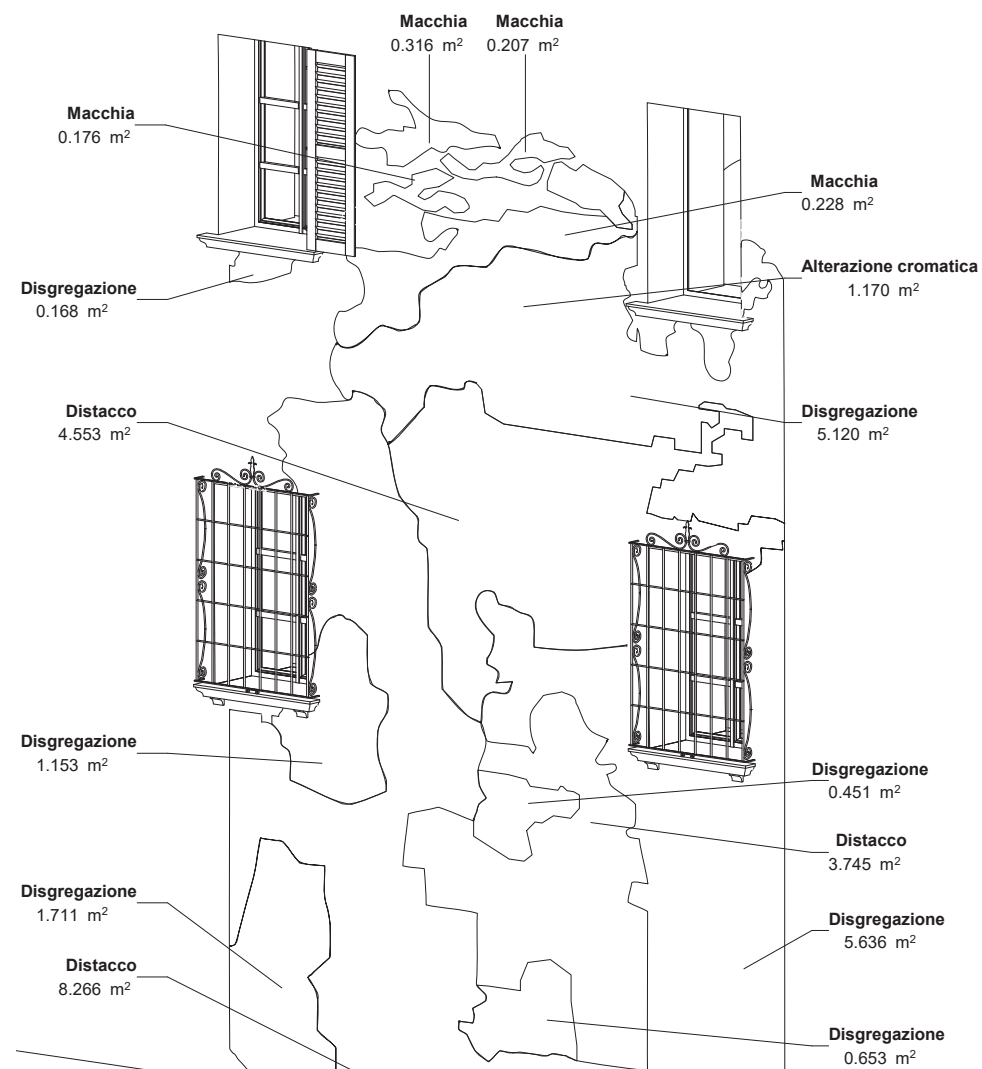 Macchia
0.316 m²
Macchia
0.207 m²
Macchia
0.176 m²
Macchia
0.228 m²
Alterazione cromatica
1.170 m²
Disgregazione
0.168 m²
Distacco
4.553 m²
Disgregazione
5.120 m²
Disgregazione
1.153 m²
Disgregazione
0.451 m²
Distacco
3.745 m²
Disgregazione
1.711 m²
Disgregazione
5.636 m²
Distacco
8.266 m²
Disgregazione
0.653 m²